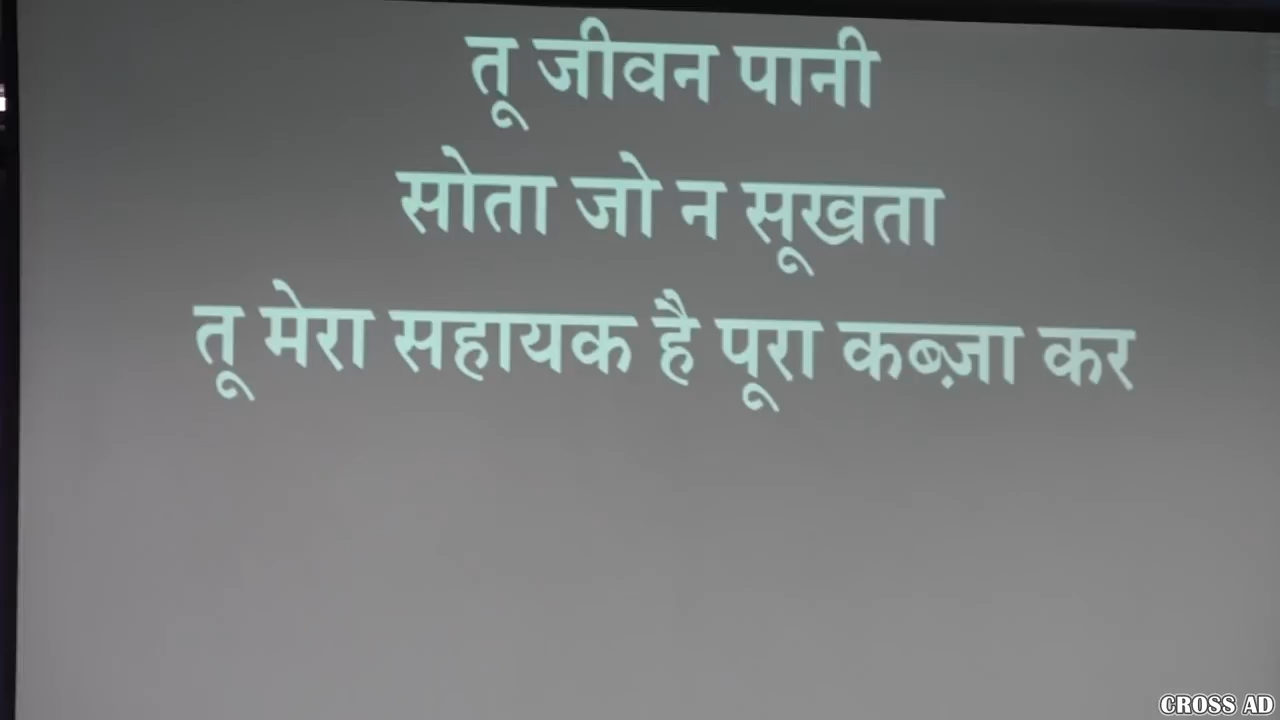 तू जीवन पानी
सोता जो न सूखता
तू मेरा सहायक है पूरा कब्ज़ा कर
CROSS AD